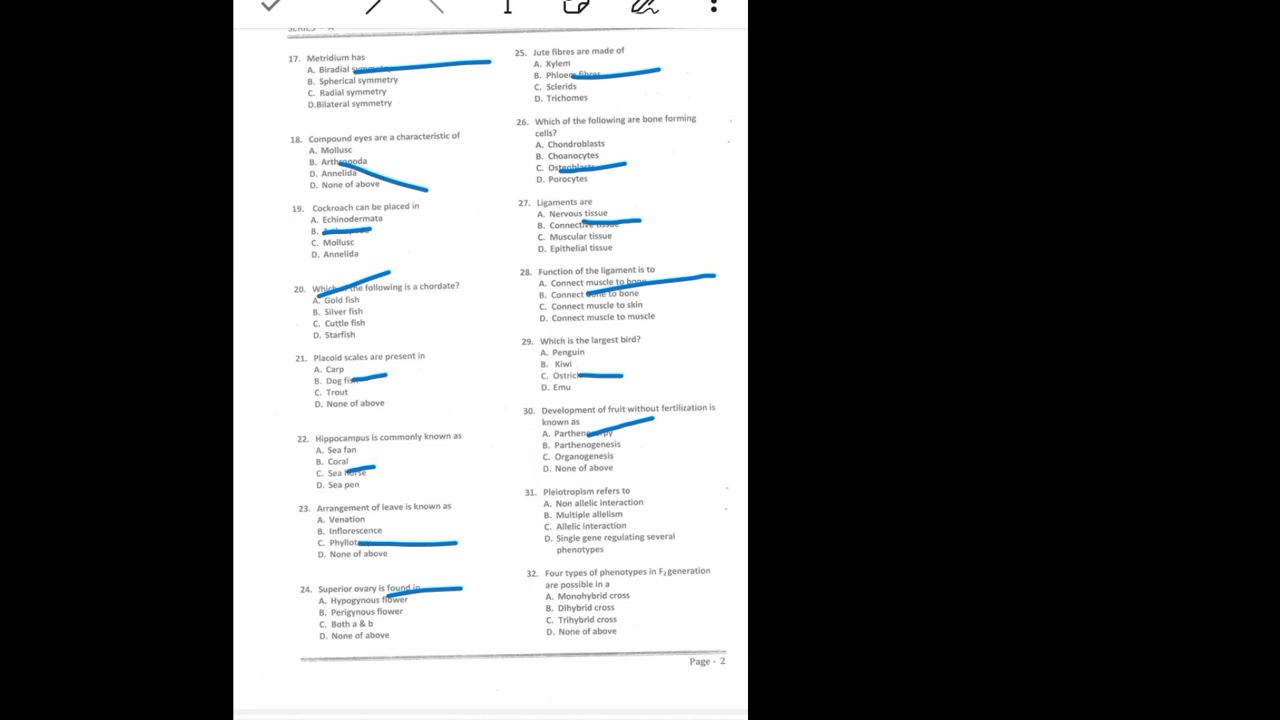 SERIES - A
17. Metridium has
A. Biradial
B. Spherical symmetry
C. Radial symmetry
D.Bilateral symmetry
18. Compound eyes are a characteristic of
A. Mollusc
B. Arthropoda
D. Annelida
D. None of above
19. Cockroach can be placed in
A. Echinodermata
B.
C. Mollusc
D. Annelida
20. Which of the following is a chordate?
A. Gold fish
B. Silver fish
C. Cuttle fish
D. Starfish
21. Placoid scales are present in
A. Carp
B. Dog fish
C. Trout
D. None of above
22. Hippocampus is commonly known as
A. Sea fan
B. Coral
C. Sea horse
D. Sea pen
23. Arrangement of leave is known as
A. Venation
B. Inflorescence
C.
D. None of above
24. Superior ovary is found in
A. Hypogynous flower
B. Perigynous flower
C. Both a & b
D. None of above
25. Jute fibres are made of
A. Xylem
B. Phloem fibres
C. Sclerids
D. Trichomes
26. Which of the following are bone forming
cells?
A. Chondroblasts
B. Choanocytes
C. Osteoblasts
D. Porocytes
27. Ligaments are
A. Nervous tissue
B. Connective tissue
C. Muscular tissue
D. Epithelial tissue
28. Function of the ligament is to
A. Connect muscle to bone
B. Connect bone to bone
C. Connect muscle to skin
D. Connect muscle to muscle
29. Which is the largest bird?
A. Penguin
B. Kiwi
C. Ostrich
D. Emu
30. Development of fruit without fertilization is
known as
A.
B. Parthenogenesis
C. Organogenesis
D. None of above
31. Pleiotropism refers to
A. Non allelic interaction
B. Multiple allelism
C. Allelic interaction
D. Single gene regulating several
phenotypes
32. Four types of phenotypes in F₂ generation
are possible in a
A. Monohybrid cross
B. Dihybrid cross
C. Trihybrid cross
D. None of above
Page - 2